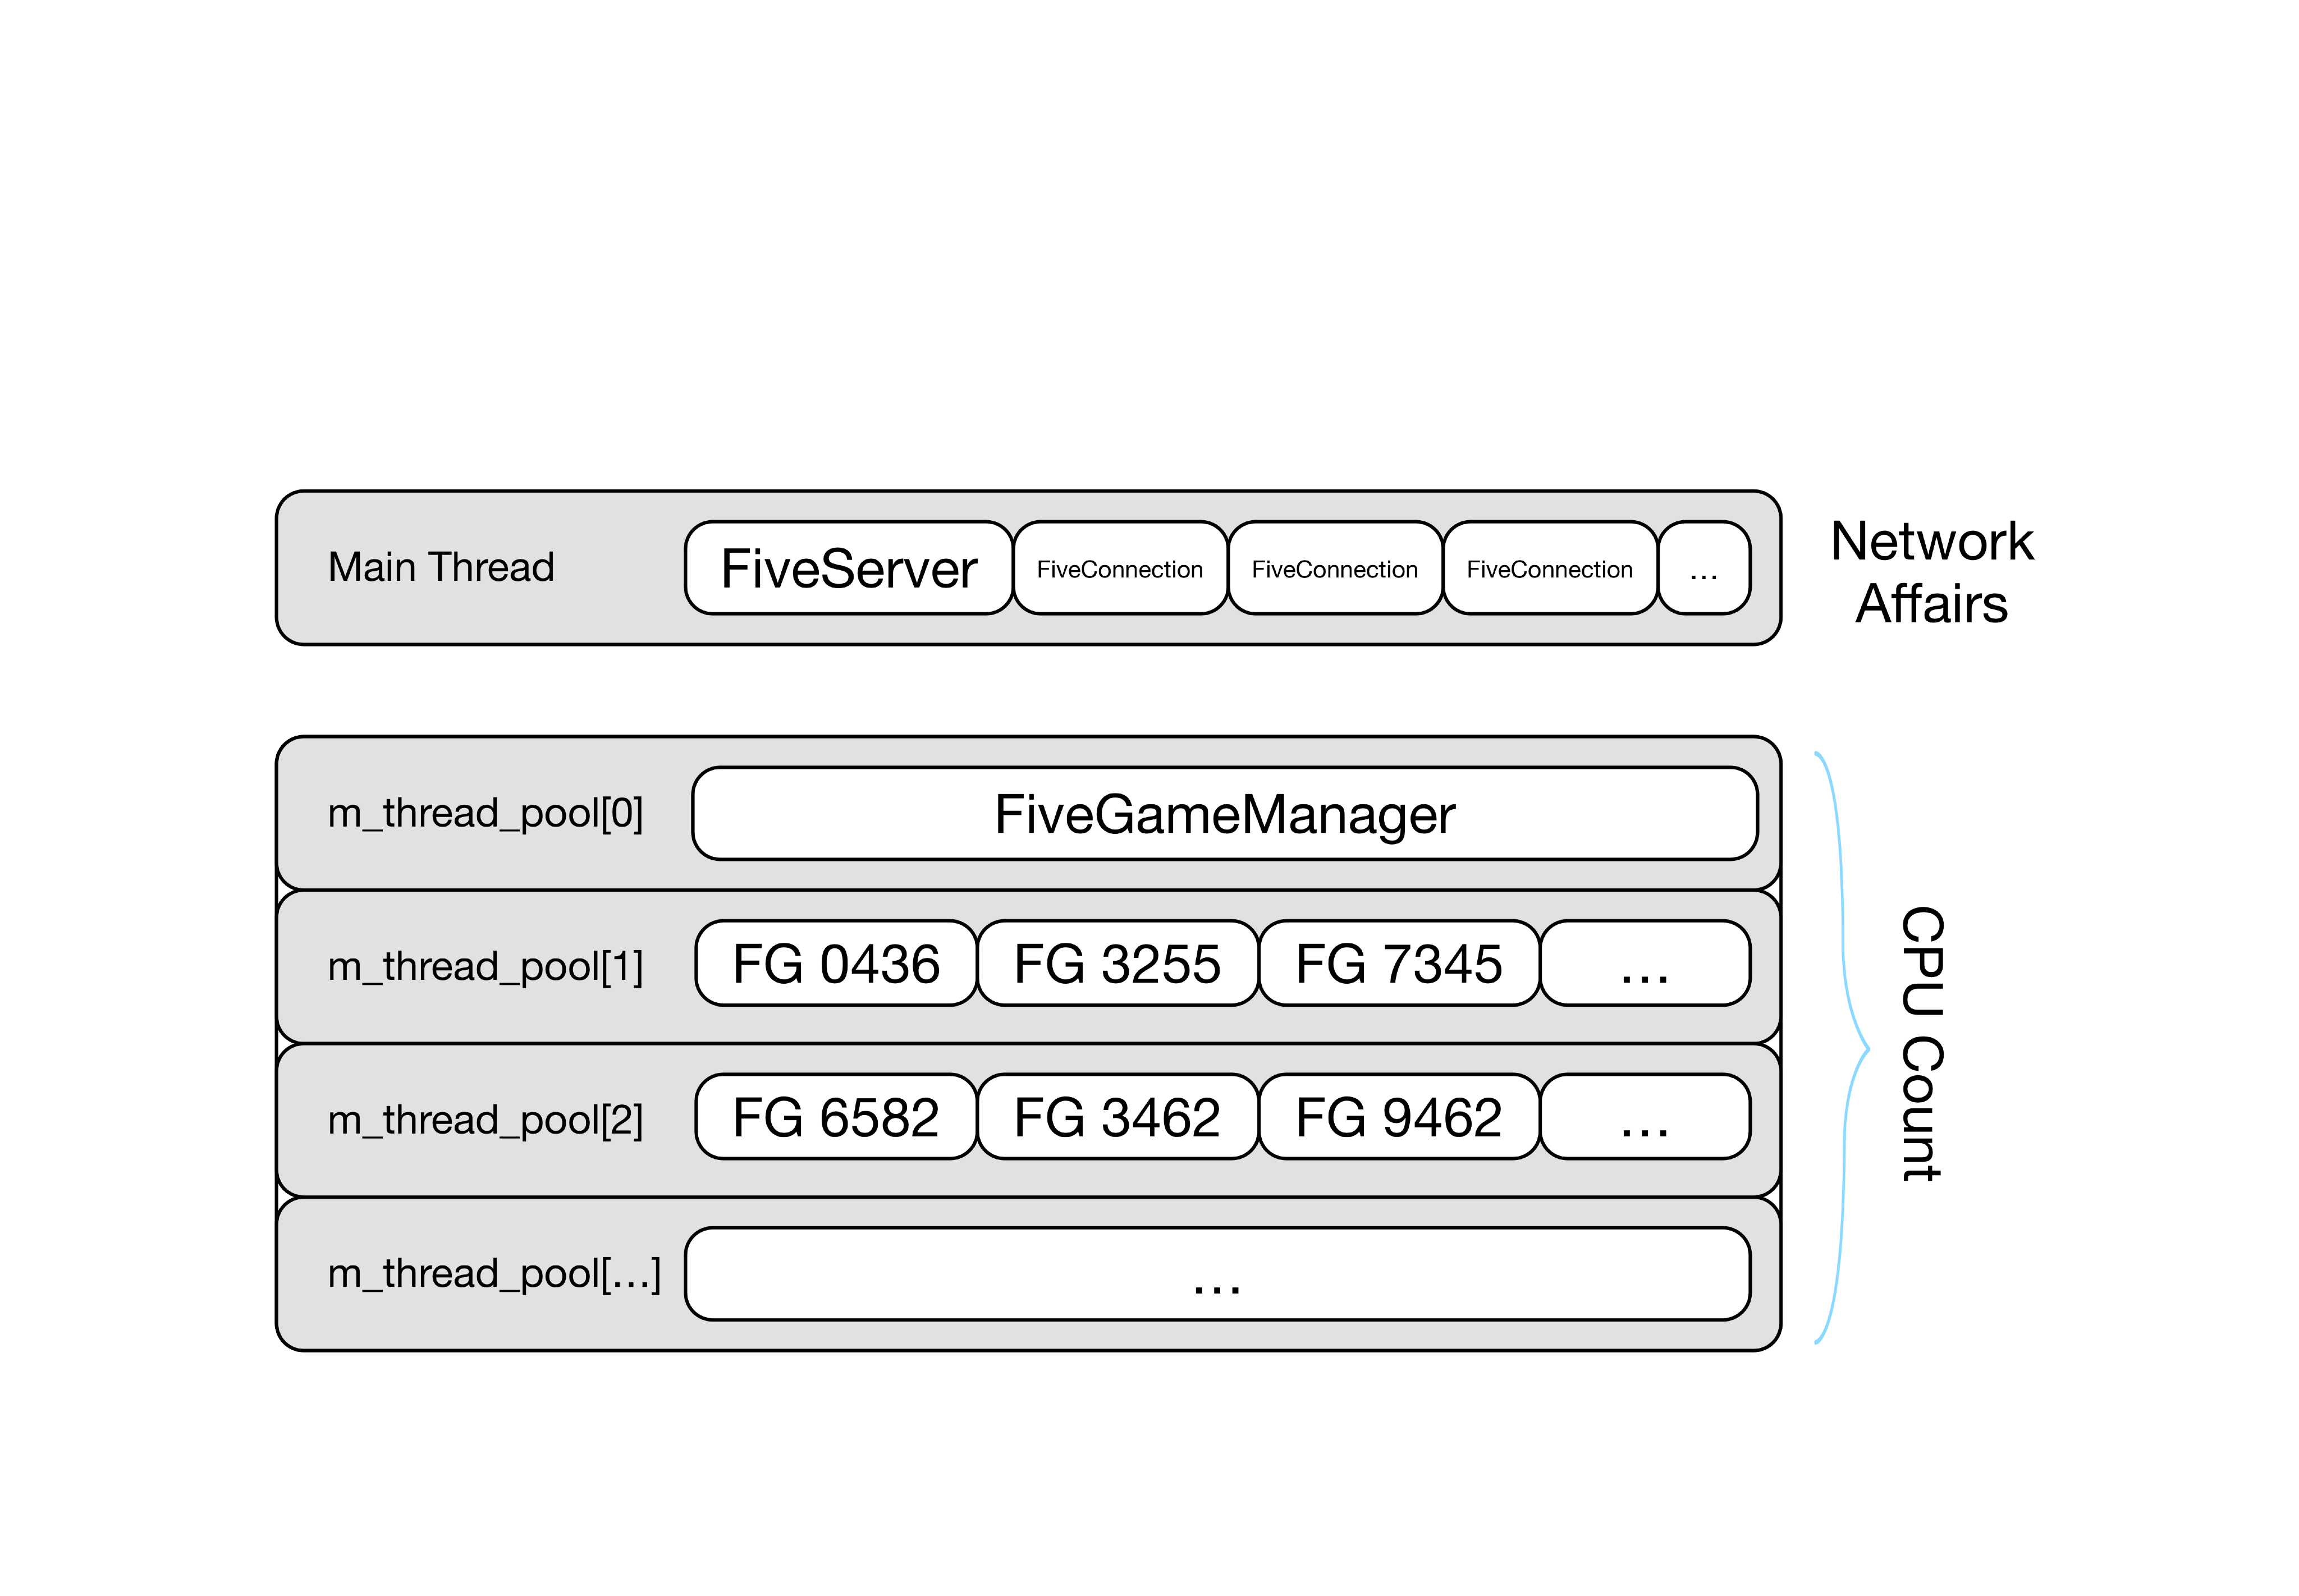 Main Thread
FiveServer
FiveConnection
FiveConnection
FiveConnection
...
Network
Affairs
m_thread_pool[0]
FiveGameManager
m_thread_pool[1]
FG 0436
FG 3255
FG 7345
...
m_thread_pool[2]
FG 6582
FG 3462
FG 9462
...
m_thread_pool[...]
...
CPU Count